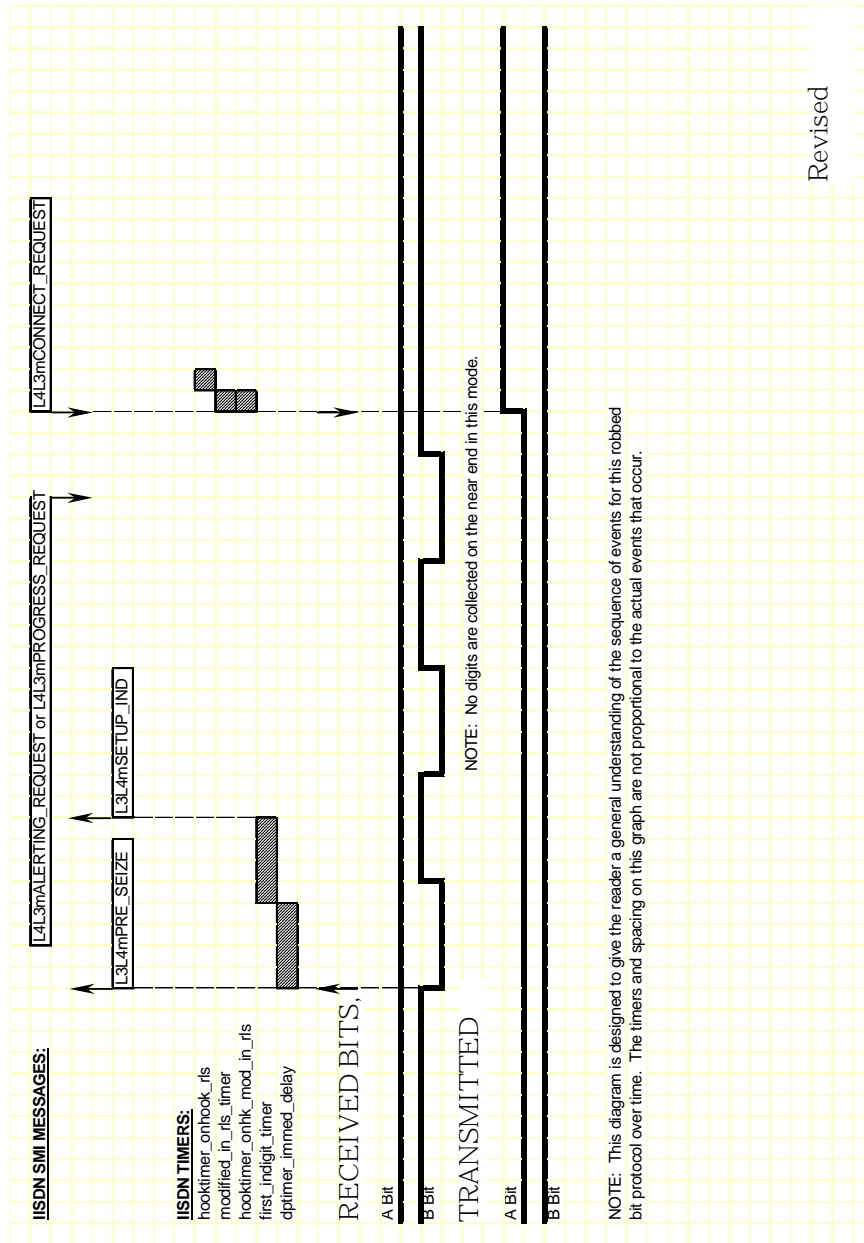 IISDN SMI MESSAGES:
L4L3mALERTING_REQUEST or L4L3mPROGRESS_REQUEST
L4L3mCONNECT_REQUEST
L3L4mPRE_SEIZE
L3L4mSETUP_IND
IISDN TIMERS:
hooktimer_onhook_rls
modified_in_rls_timer
hooktimer_onhk_mod_in_rls
first_indigit_timer
dptimer_immed_delay
RECEIVED BITS,
A Bit
B Bit
NOTE: No digits are collected on the near end in this mode.
TRANSMITTED
A Bit
B Bit
NOTE: This diagram is designed to give the reader a general understanding of the sequence of events for this robbed
bit protocol over time. The timers and spacing on this graph are not proportional to the actual events that occur.
Revised